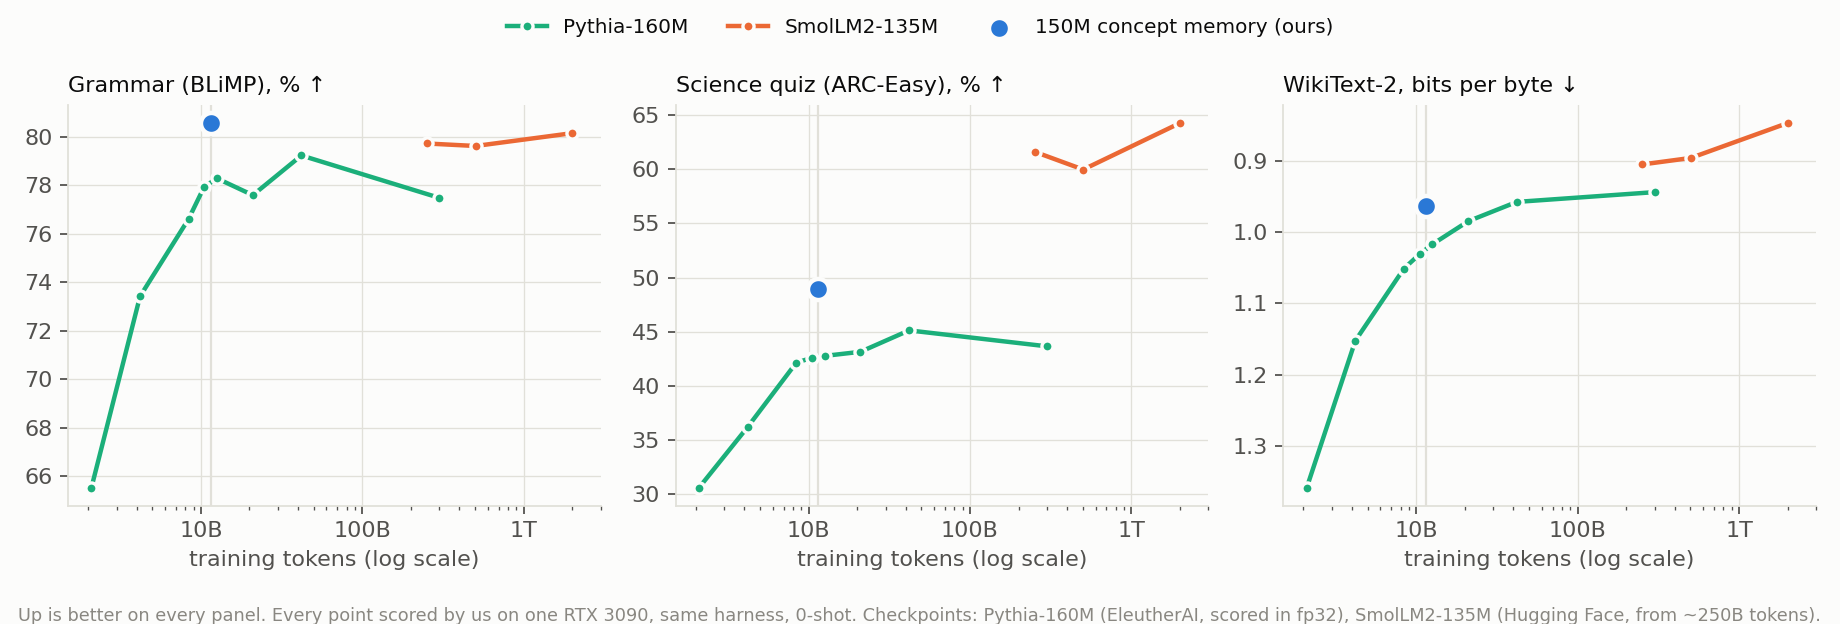 Pythia-160M SmolLM2-135M 150M concept memory (ours)
Grammar (BLiMP), % ↑
80
78
76
74
72
70
68
66
10B 100B 1T
training tokens (log scale)
Science quiz (ARC-Easy), % ↑
65
60
55
50
45
40
35
30
10B 100B 1T
training tokens (log scale)
WikiText-2, bits per byte ↓
0.9
1.0
1.1
1.2
1.3
10B 100B 1T
training tokens (log scale)
Up is better on every panel. Every point scored by us on one RTX 3090, same harness, 0-shot. Checkpoints: Pythia-160M (EleutherAI, scored in fp32), SmolLM2-135M (Hugging Face, from ~250B tokens).